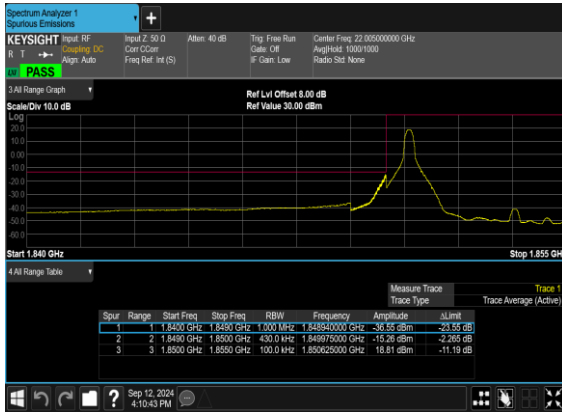 Spectrum Analyzer 1
Spurious Emissions
KEYSIGHT
R T
LXI
PASS
Input: RF
Coupling: DC
Align: Auto
Input Z: 50 Ω
Corr CCorr
Freq Ref: Int (S)
Atten: 40 dB
Trig: Free Run
Gate: Off
IF Gain: Low
Center Freq: 22.005000000 GHz
Avg|Hold: 1000/1000
Radio Std: None
3 All Range Graph
Scale/Div 10.0 dB
Ref Lvl Offset 8.00 dB
Ref Value 30.00 dBm
Log
20.0
10.0
0.00
-10.0
-20.0
-30.0
-40.0
-50.0
-60.0
Start 1.840 GHz
Stop 1.855 GHz
4 All Range Table
Measure Trace Trace 1
Trace Type Trace Average (Active)
Spur Range Start Freq Stop Freq RBW Frequency Amplitude ΔLimit
1 1 1.8400 GHz 1.8490 GHz 1.000 MHz 1.848940000 GHz -36.55 dBm -23.55 dB
2 2 1.8490 GHz 1.8500 GHz 430.0 kHz 1.849975000 GHz -15.26 dBm -2.265 dB
3 3 1.8500 GHz 1.8550 GHz 100.0 kHz 1.850625000 GHz 18.81 dBm -11.19 dB
Sep 12, 2024
4:10:43 PM